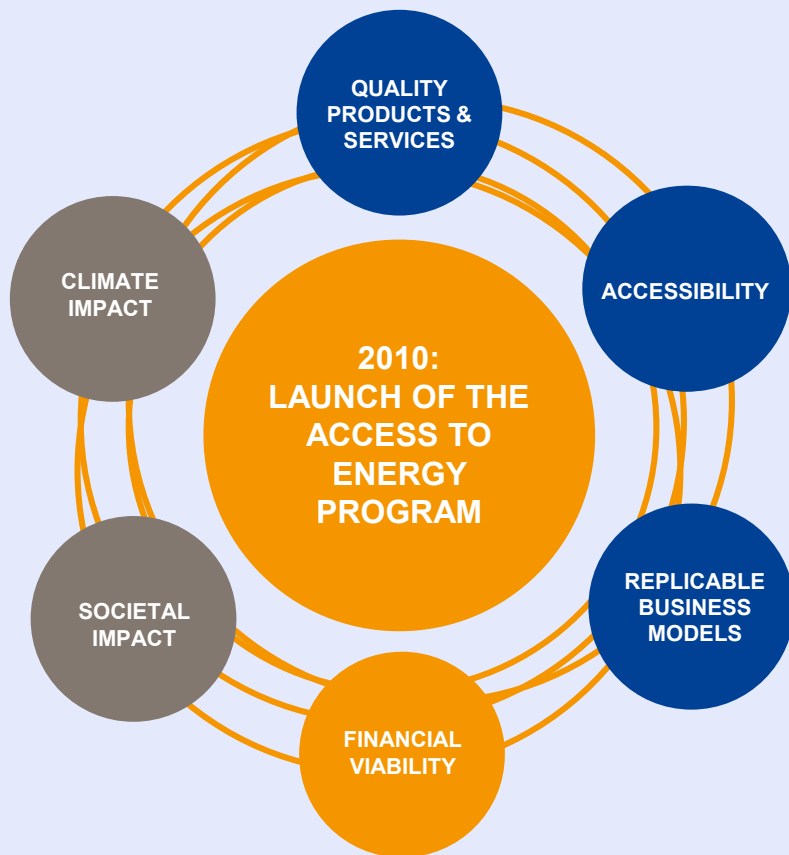 QUALITY
PRODUCTS &
SERVICES
ACCESSIBILITY
REPLICABLE
BUSINESS
MODELS
FINANCIAL
VIABILITY
SOCIETAL
IMPACT
CLIMATE
IMPACT
2010:
LAUNCH OF THE
ACCESS TO
ENERGY
PROGRAM